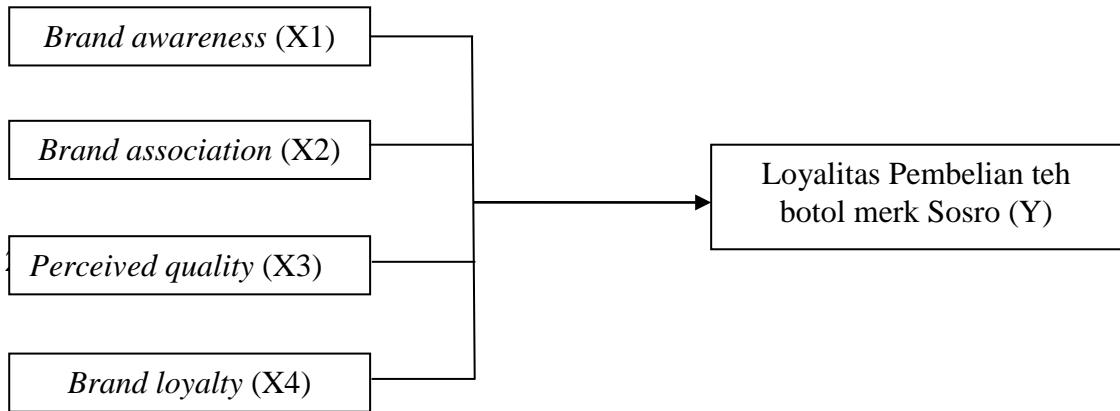 Brand awareness (X1)
Brand association (X2)
Loyalitas Pembelian teh
botol merk Sosro (Y)
Perceived quality (X3)
Brand loyalty (X4)